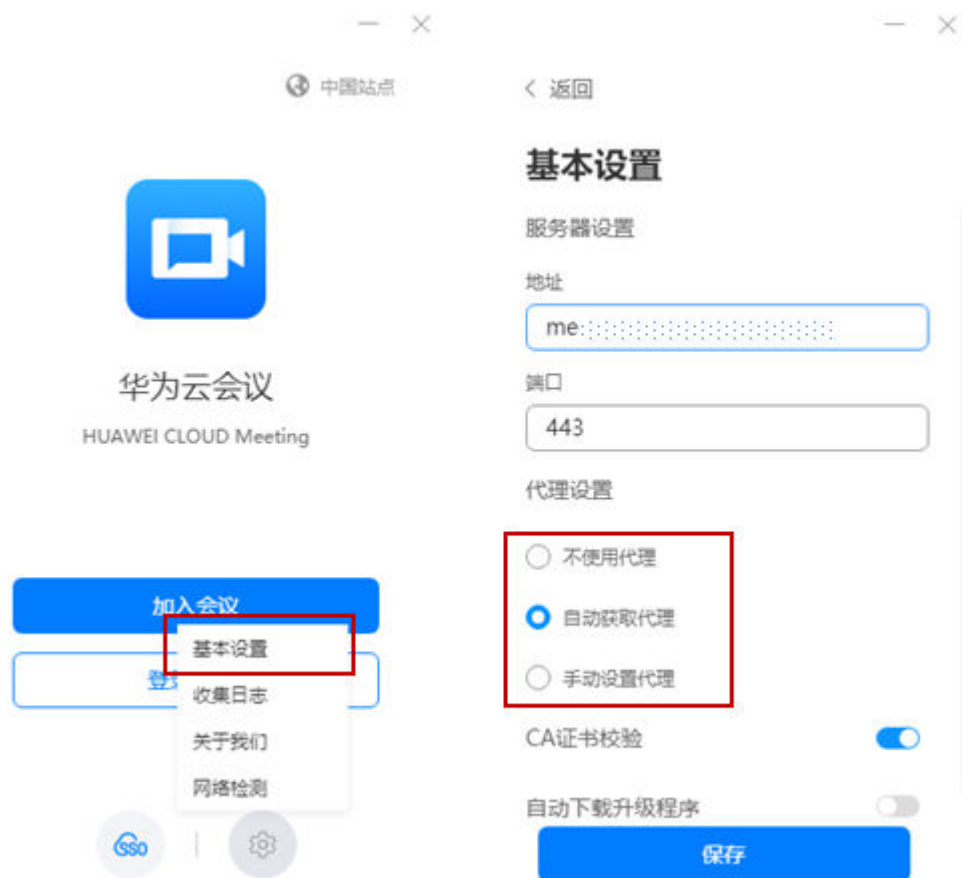 中国站点
华为云会议
HUAWEI CLOUD Meeting
加入会议
基本设置
收集日志
关于我们
网络检测
SSO
返回
基本设置
服务器设置
地址
me
端口
443
代理设置
不使用代理
自动获取代理
手动设置代理
CA证书校验
自动下载升级程序
保存